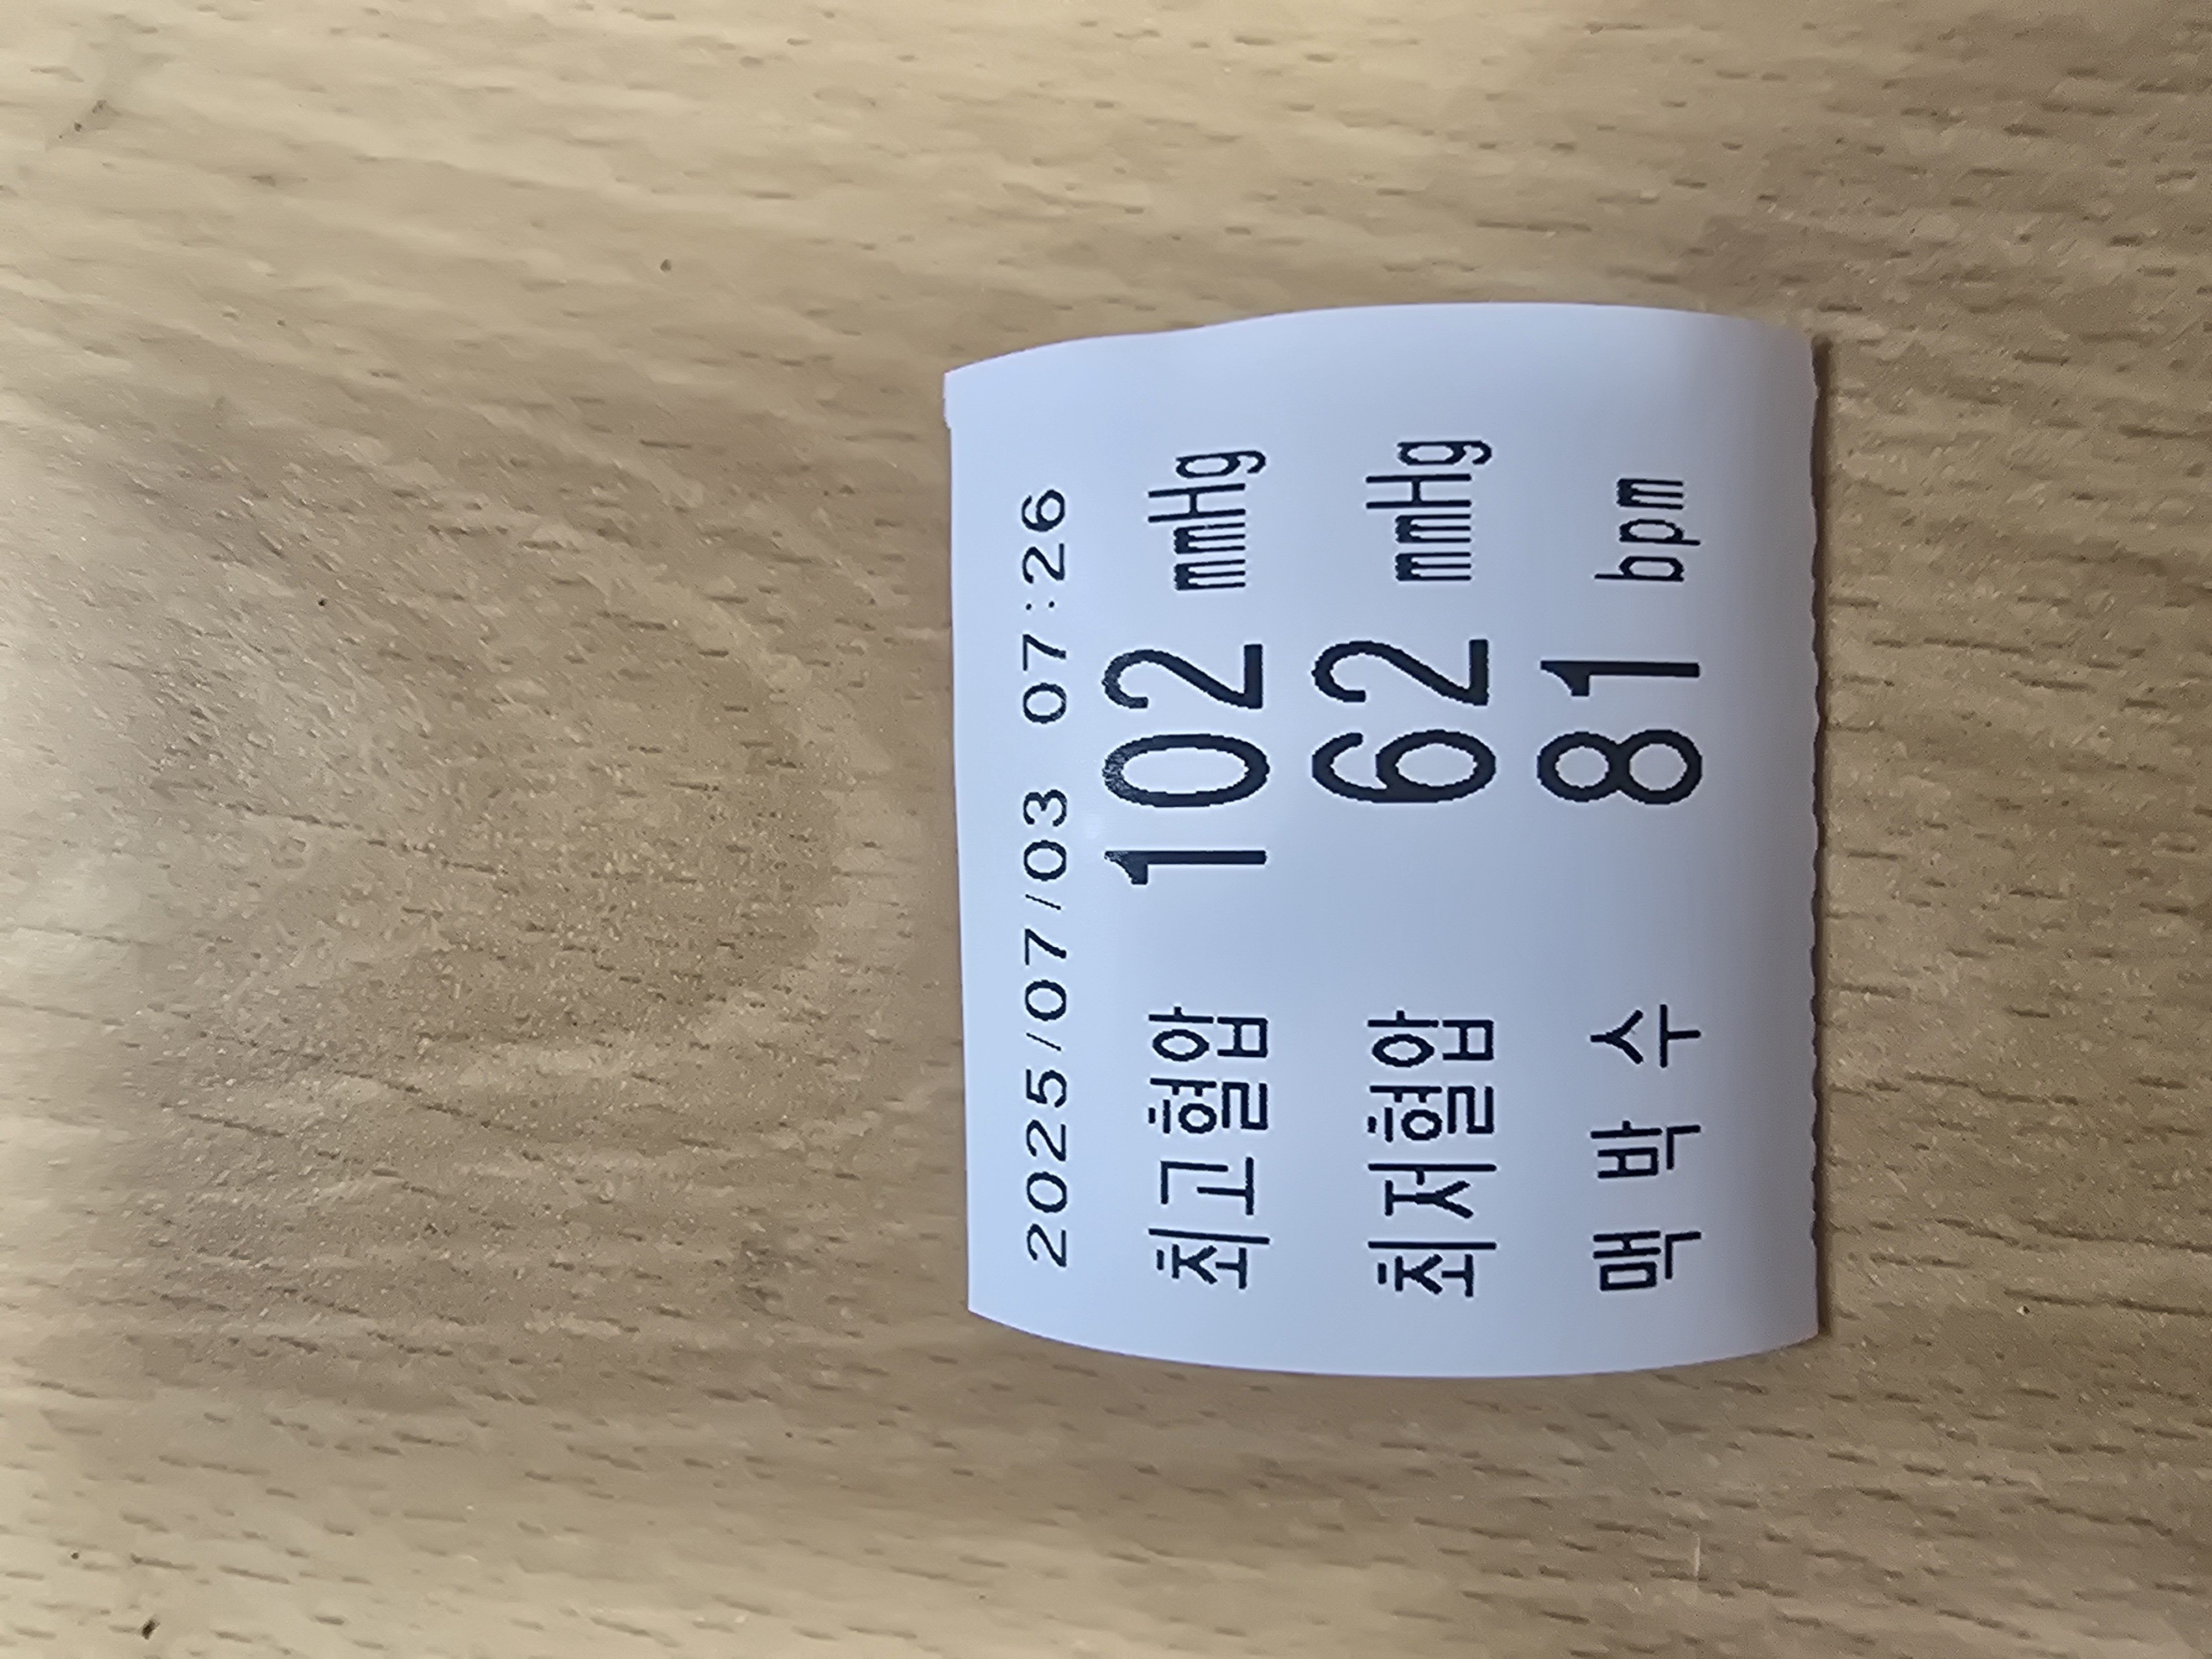 2025/07/03 07:26
최고혈압 102 mmHg
최저혈압 62 mmHg
맥 박 수 81 bpm